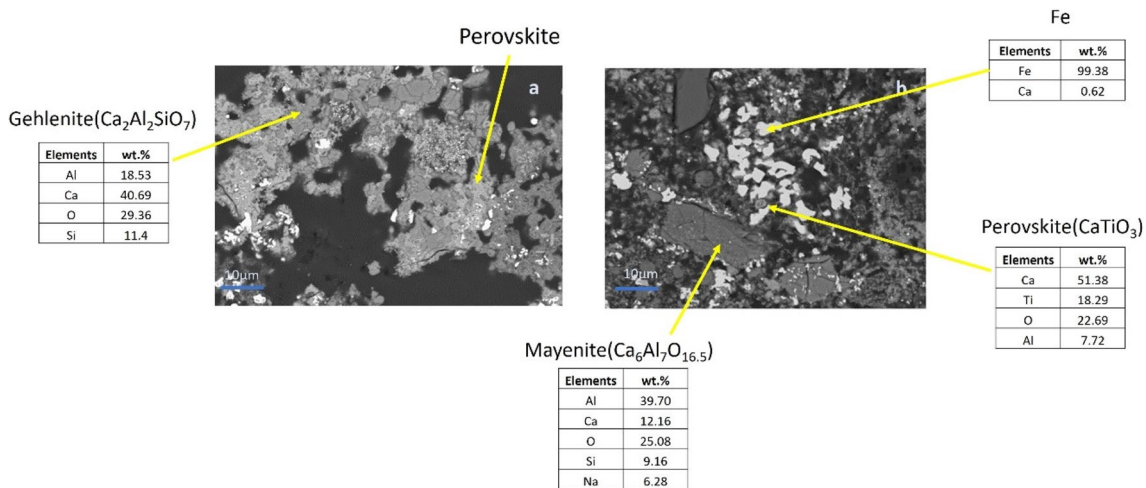 Perovskite
a
10μm
Gehlenite(Ca₂Al₂SiO₇)
Elements wt.%
Al 18.53
Ca 40.69
O 29.36
Si 11.4
b
10μm
Fe
Elements wt.%
Fe 99.38
Ca 0.62
Perovskite(CaTiO₃)
Elements wt.%
Ca 51.38
Ti 18.29
O 22.69
Al 7.72
Mayenite(Ca₆Al₇O₁₆.₅)
Elements wt.%
Al 39.70
Ca 12.16
O 25.08
Si 9.16
Na 6.28